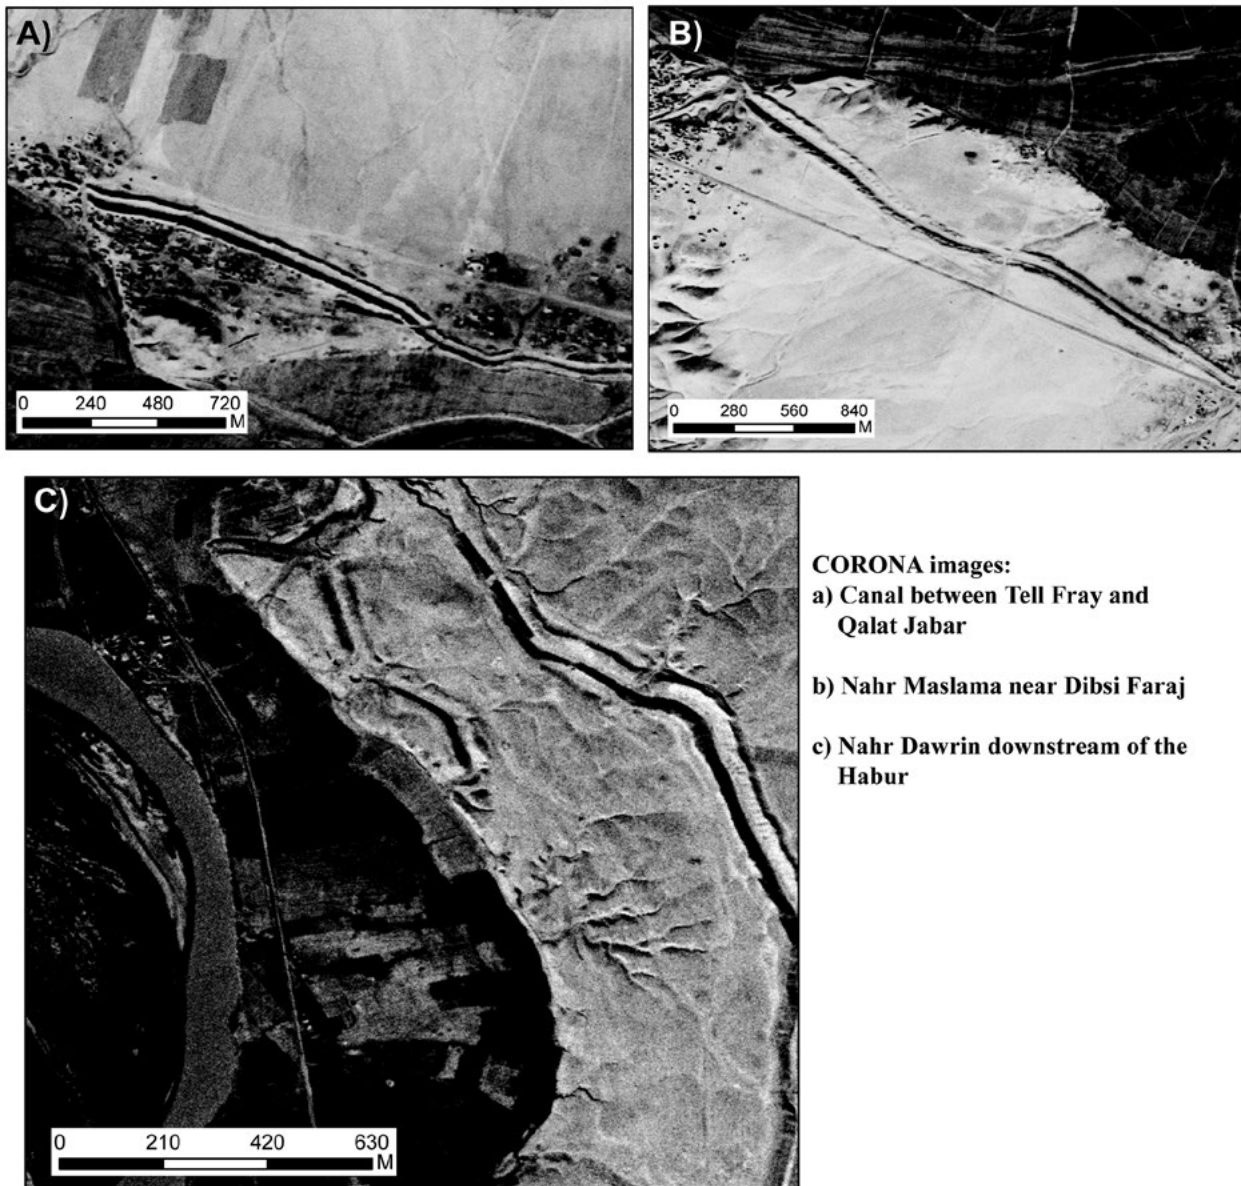 A)
0 240 480 720
M
B)
0 280 560 840
M
C)
0 210 420 630
M
CORONA images:
a) Canal between Tell Fray and
Qalat Jabar
b) Nahr Maslama near Dibsi Faraj
c) Nahr Dawrin downstream of the
Habur